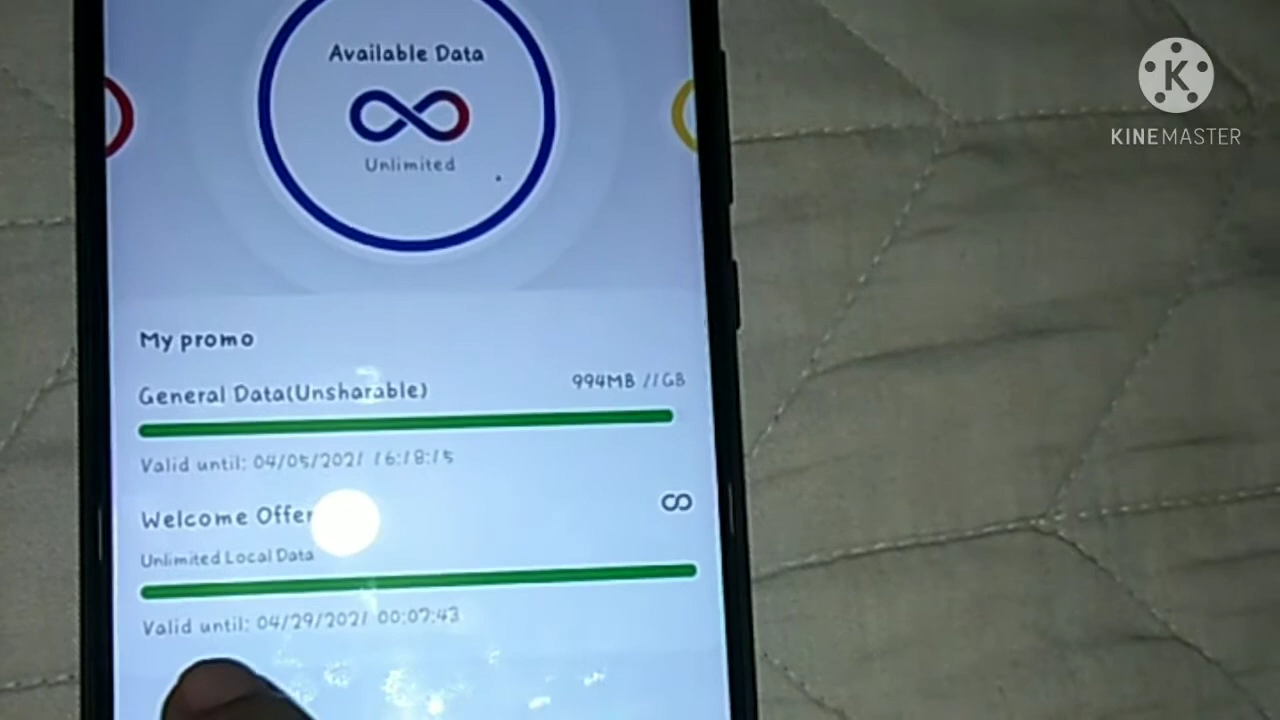 Available Data
Unlimited
My promo
General Data(Unsharable) 994MB /1GB
Valid until: 04/05/2021 16:18:15
Welcome Offer
Unlimited Local Data
Valid until: 04/29/2021 00:07:43
K
KINEMASTER